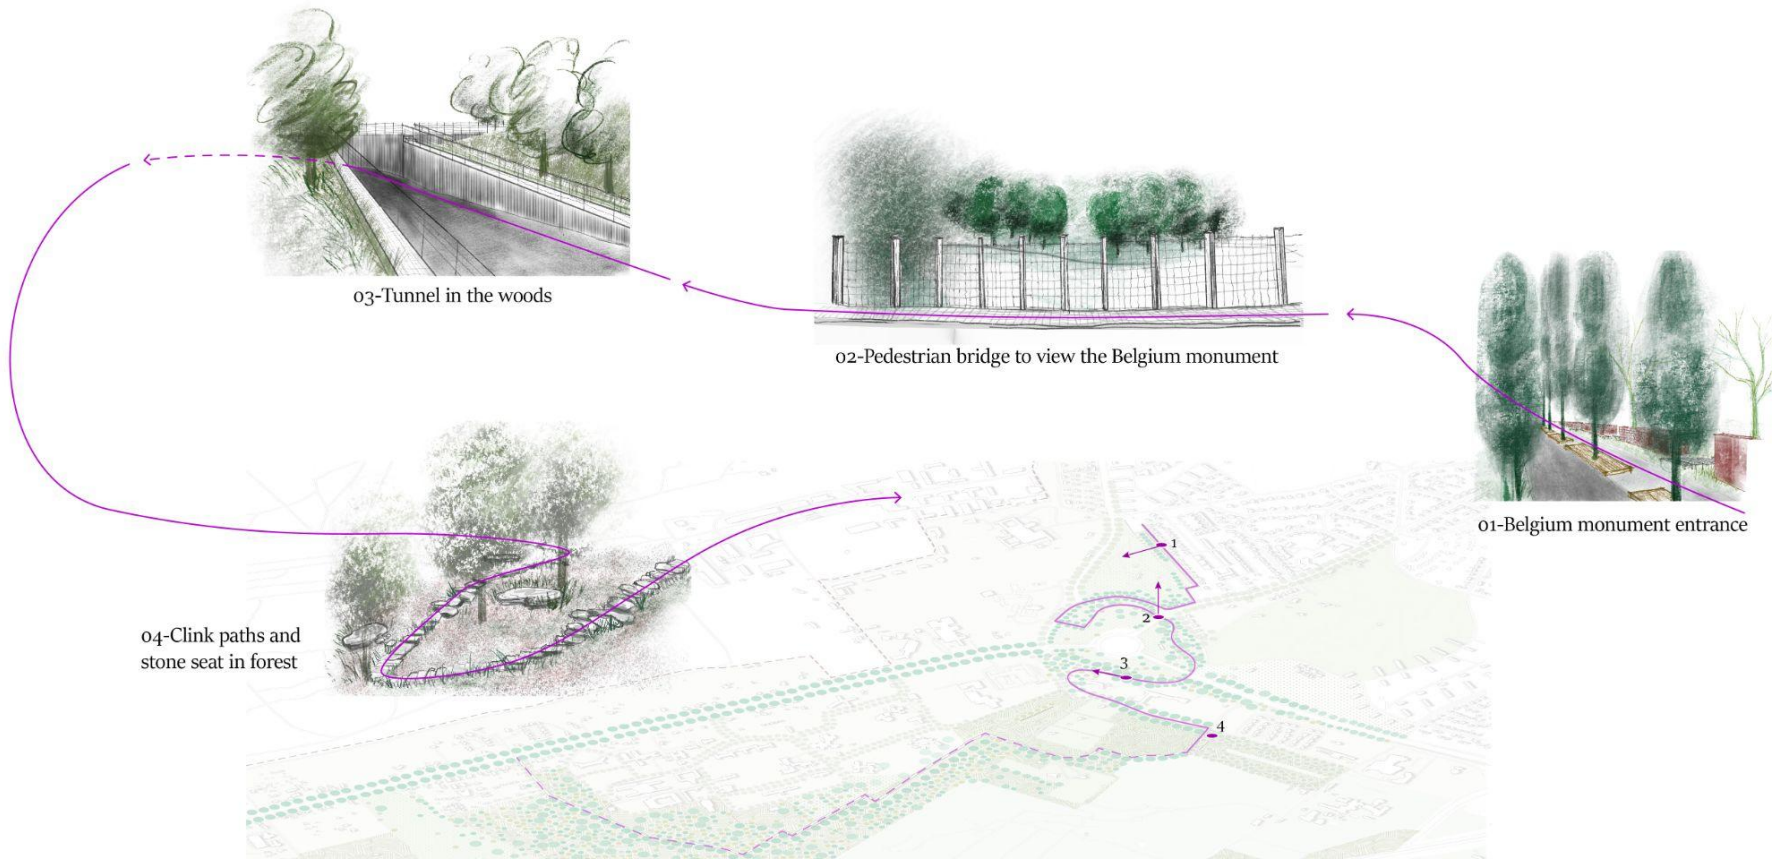 03-Tunnel in the woods
02-Pedestrian bridge to view the Belgium monument
01-Belgium monument entrance
04-Clink paths and
stone seat in forest
1
2
3
4